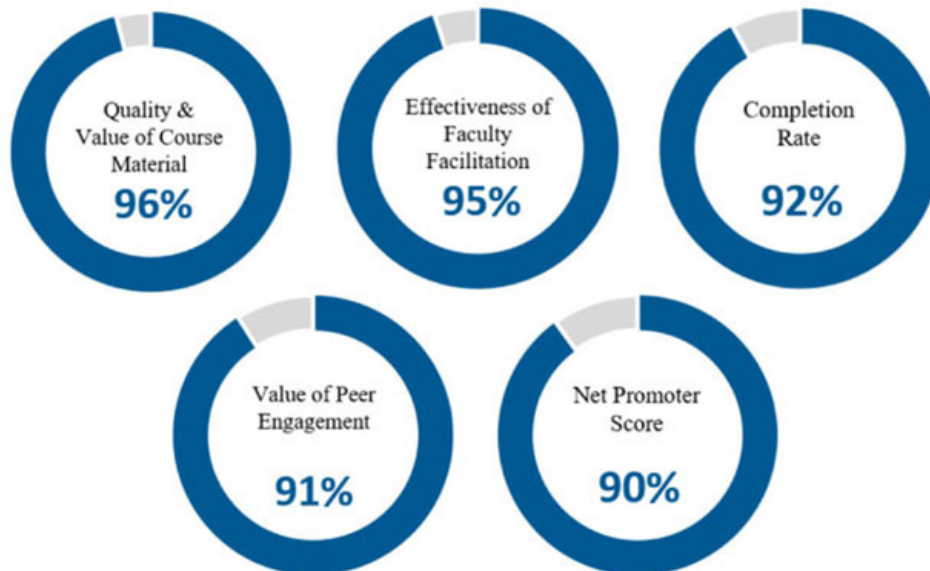 Quality &
Value of Course
Material
96%
Effectiveness of
Faculty
Facilitation
95%
Completion
Rate
92%
Value of Peer
Engagement
91%
Net Promoter
Score
90%